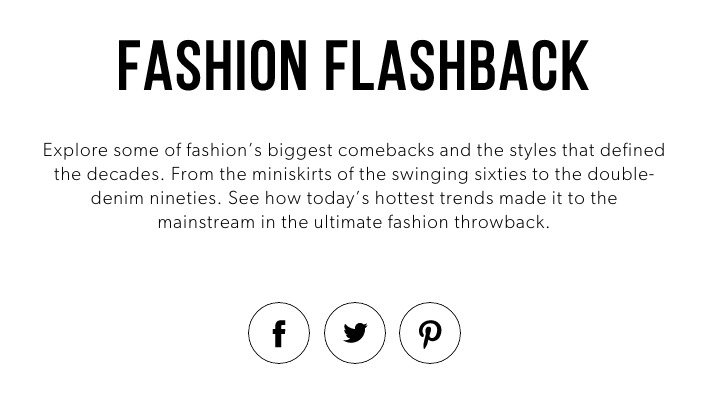 FASHION FLASHBACK
Explore some of fashion's biggest comebacks and the styles that defined
the decades. From the miniskirts of the swinging sixties to the double-
denim nineties. See how today's hottest trends made it to the
mainstream in the ultimate fashion throwback.